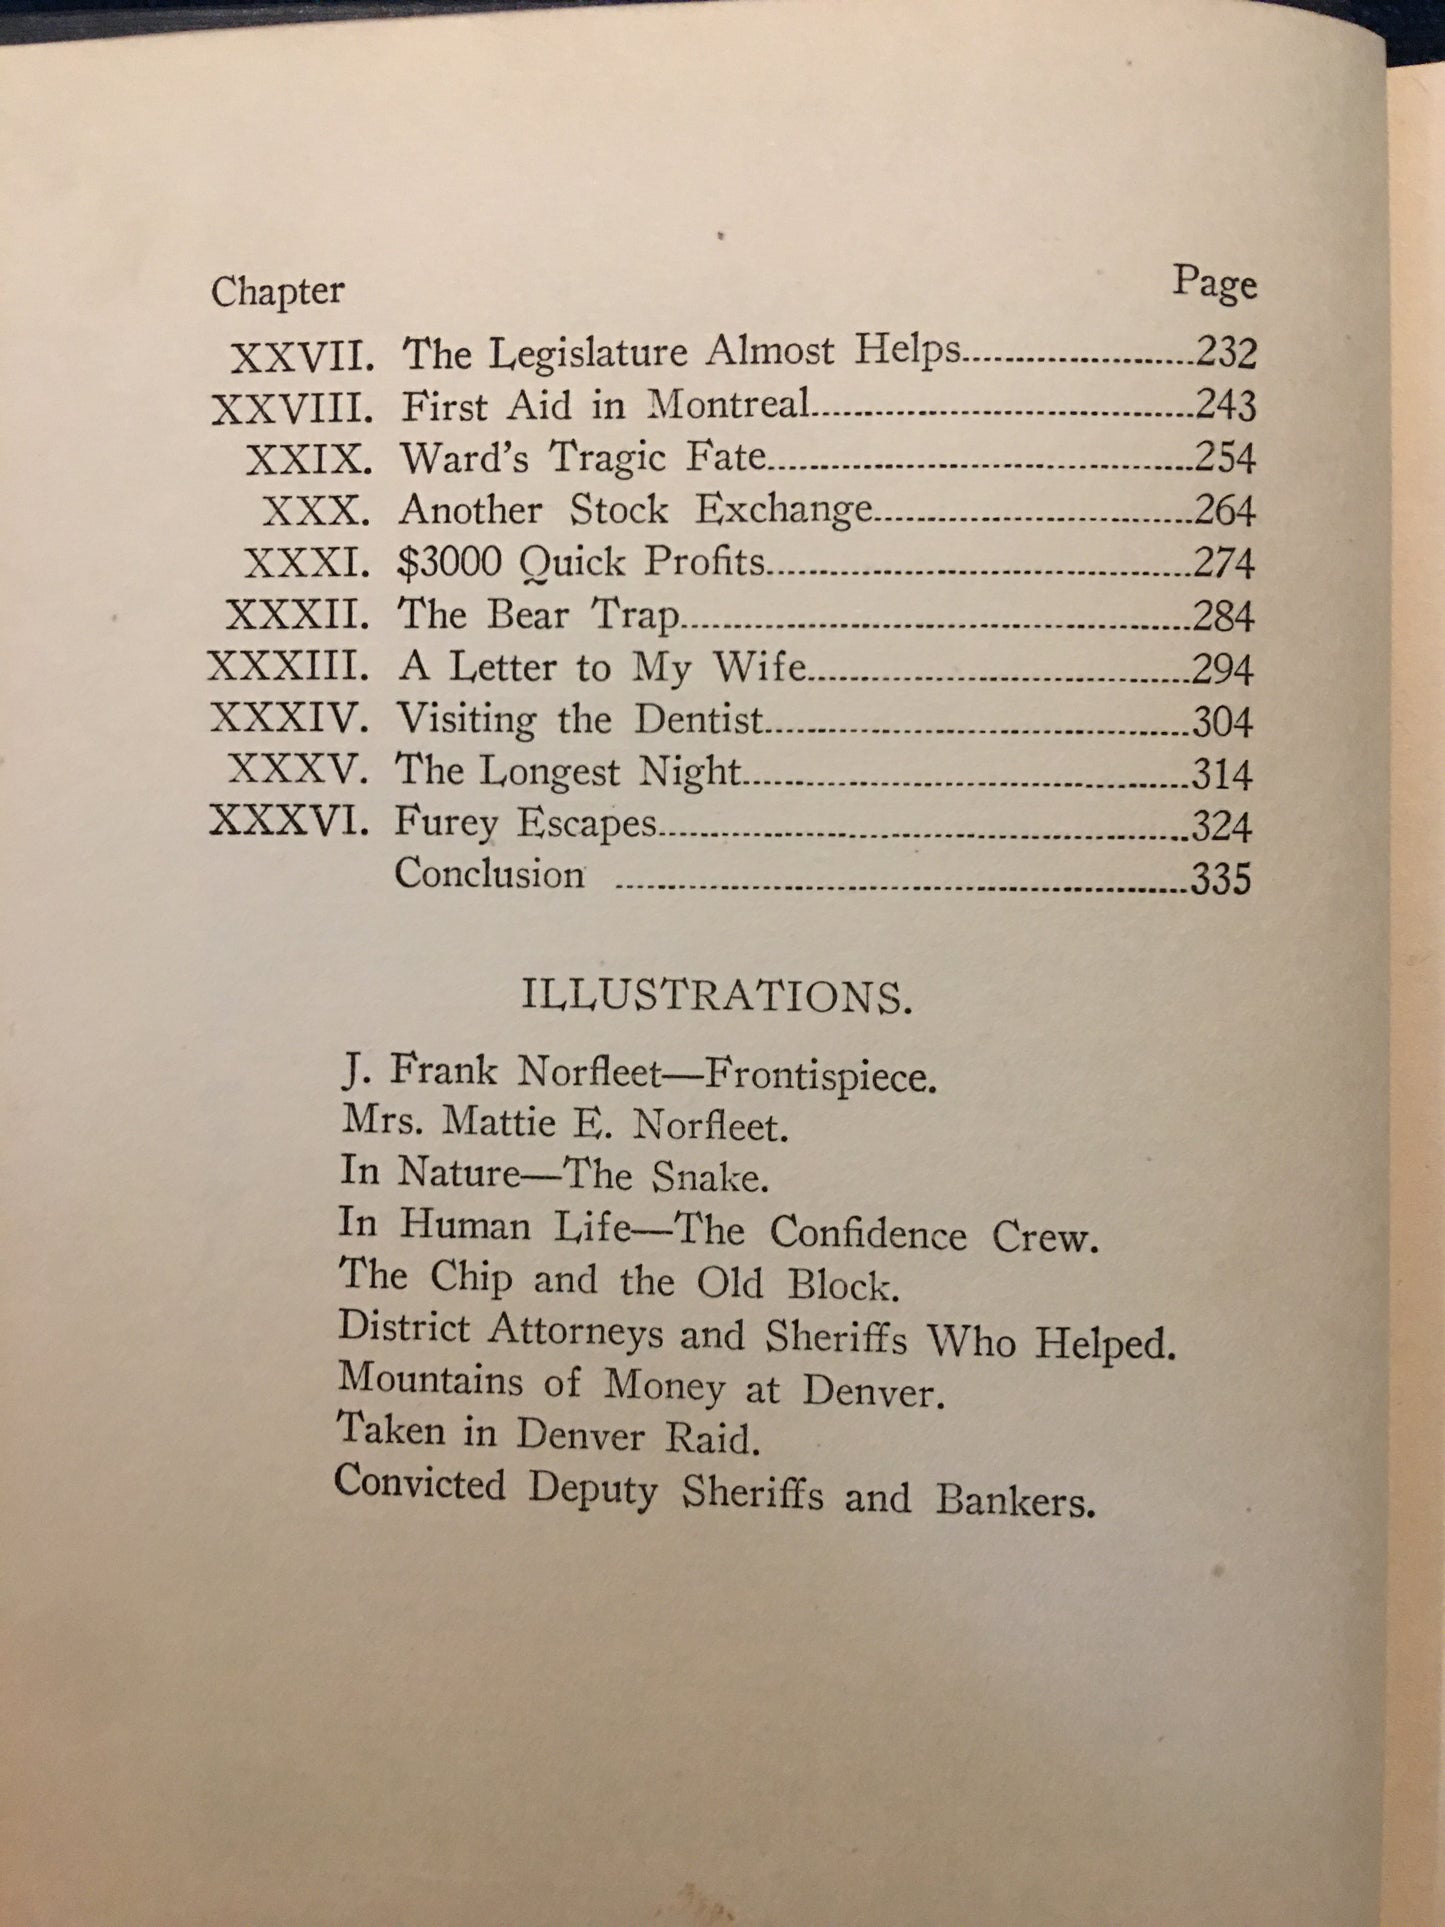 Chapter Page
XXVII. The Legislature Almost Helps......................232
XXVIII. First Aid in Montreal....................................243
XXIX. Ward's Tragic Fate........................................254
XXX. Another Stock Exchange..............................264
XXXI. $3000 Quick Profits........................................274
XXXII. The Bear Trap................................................284
XXXIII. A Letter to My Wife....................................294
XXXIV. Visiting the Dentist........................................304
XXXV. The Longest Night..........................................314
XXXVI. Furey Escapes..................................................324
Conclusion ......................................................335
ILLUSTRATIONS.
J. Frank Norfleet—Frontispiece.
Mrs. Mattie E. Norfleet.
In Nature—The Snake.
In Human Life—The Confidence Crew.
The Chip and the Old Block.
District Attorneys and Sheriffs Who Helped.
Mountains of Money at Denver.
Taken in Denver Raid.
Convicted Deputy Sheriffs and Bankers.